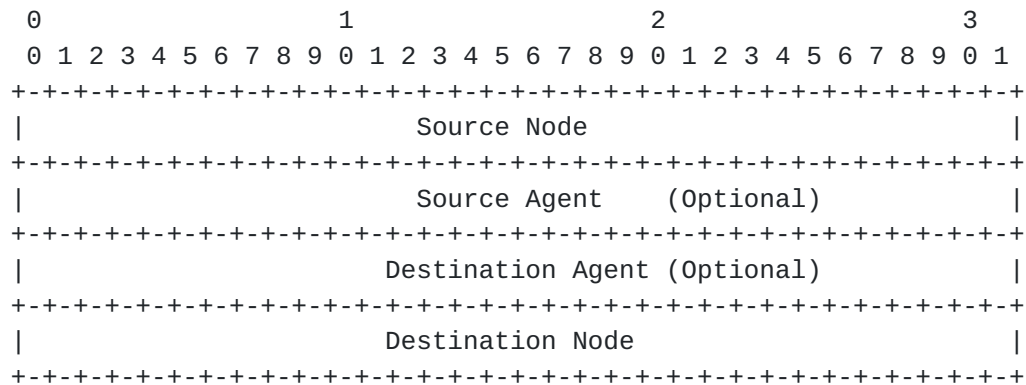 0                   1                   2                   3
 0 1 2 3 4 5 6 7 8 9 0 1 2 3 4 5 6 7 8 9 0 1 2 3 4 5 6 7 8 9 0 1
+-+-+-+-+-+-+-+-+-+-+-+-+-+-+-+-+-+-+-+-+-+-+-+-+-+-+-+-+-+-+-+-+
|                         Source Node                           |
+-+-+-+-+-+-+-+-+-+-+-+-+-+-+-+-+-+-+-+-+-+-+-+-+-+-+-+-+-+-+-+-+
|                         Source Agent    (Optional)            |
+-+-+-+-+-+-+-+-+-+-+-+-+-+-+-+-+-+-+-+-+-+-+-+-+-+-+-+-+-+-+-+-+
|                       Destination Agent (Optional)            |
+-+-+-+-+-+-+-+-+-+-+-+-+-+-+-+-+-+-+-+-+-+-+-+-+-+-+-+-+-+-+-+-+
|                       Destination Node                        |
+-+-+-+-+-+-+-+-+-+-+-+-+-+-+-+-+-+-+-+-+-+-+-+-+-+-+-+-+-+-+-+-+